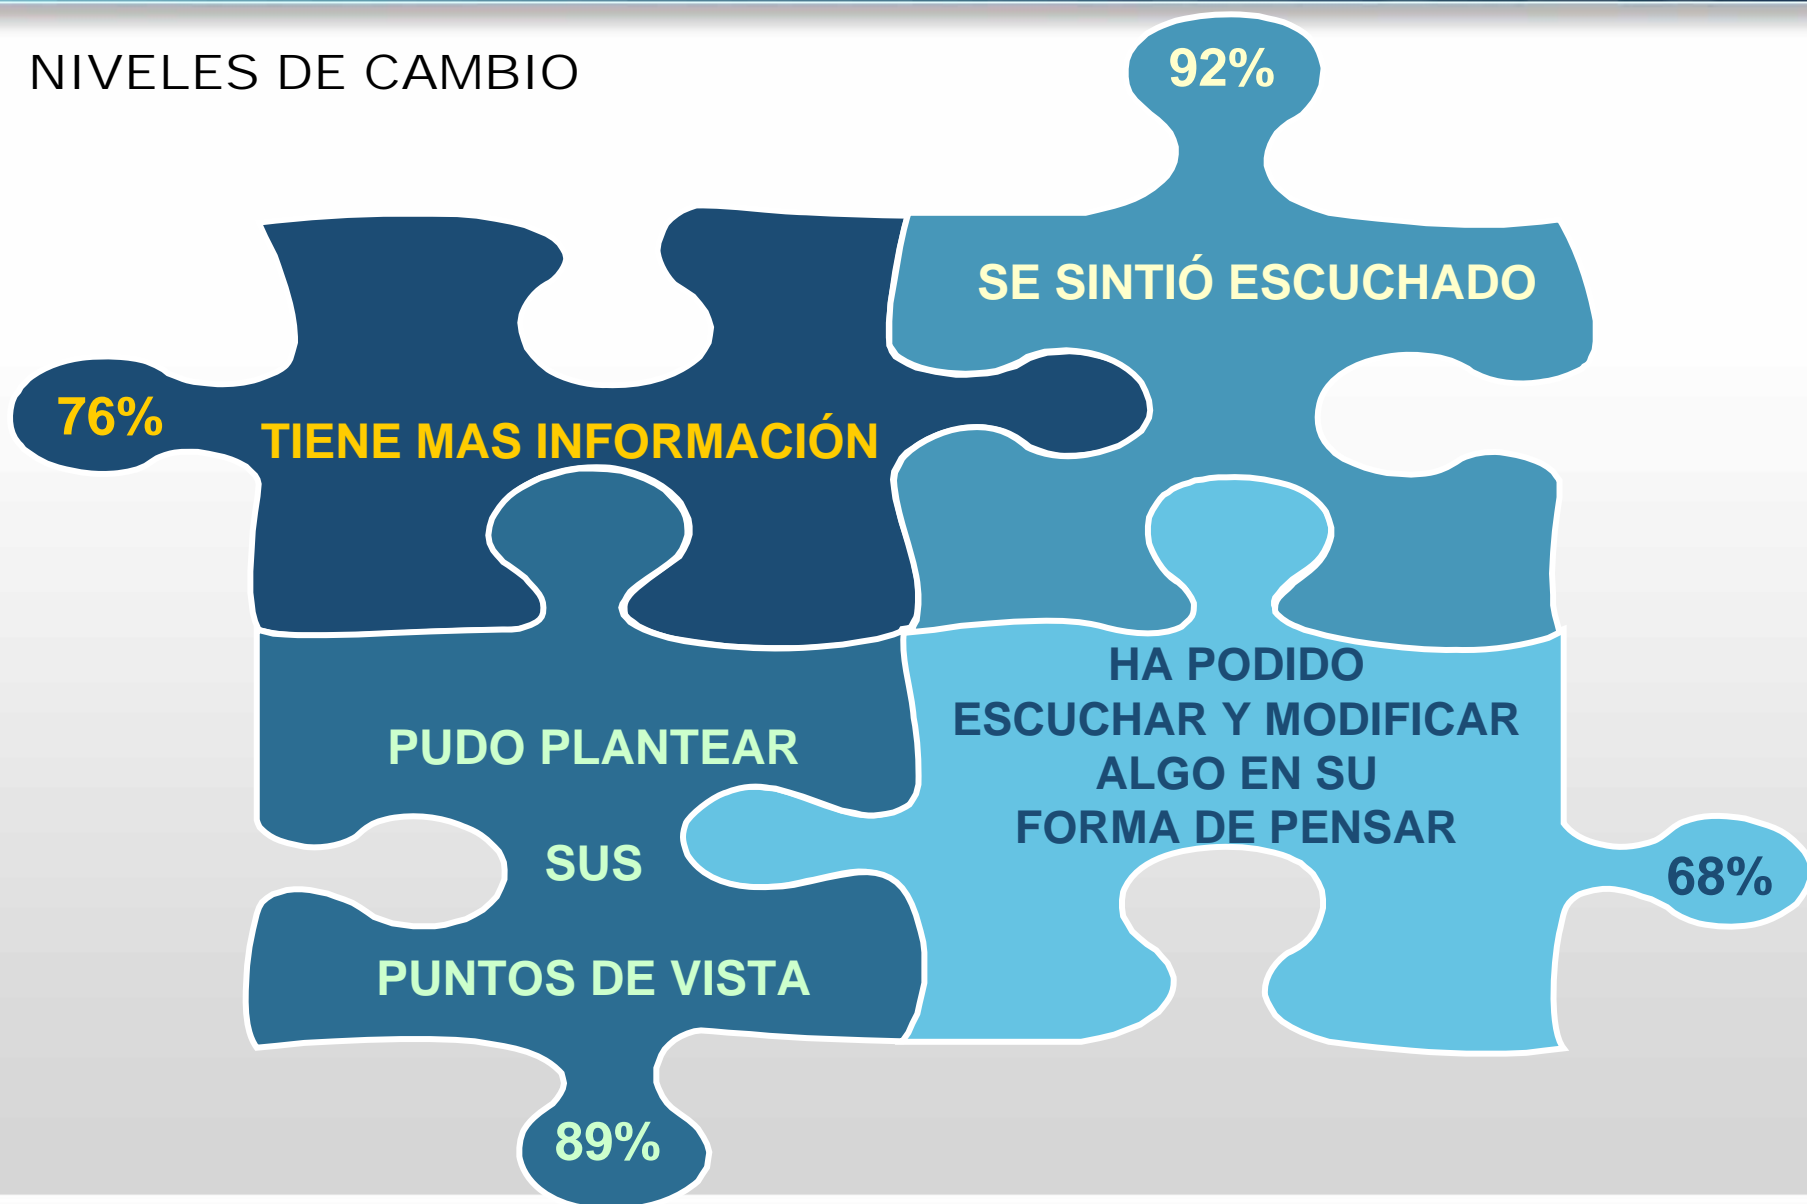 NIVELES DE CAMBIO
92%
SE SINTIÓ ESCUCHADO
76%
TIENE MAS INFORMACIÓN
HA PODIDO
ESCUCHAR Y MODIFICAR
ALGO EN SU
FORMA DE PENSAR
68%
PUDO PLANTEAR
SUS
PUNTOS DE VISTA
89%